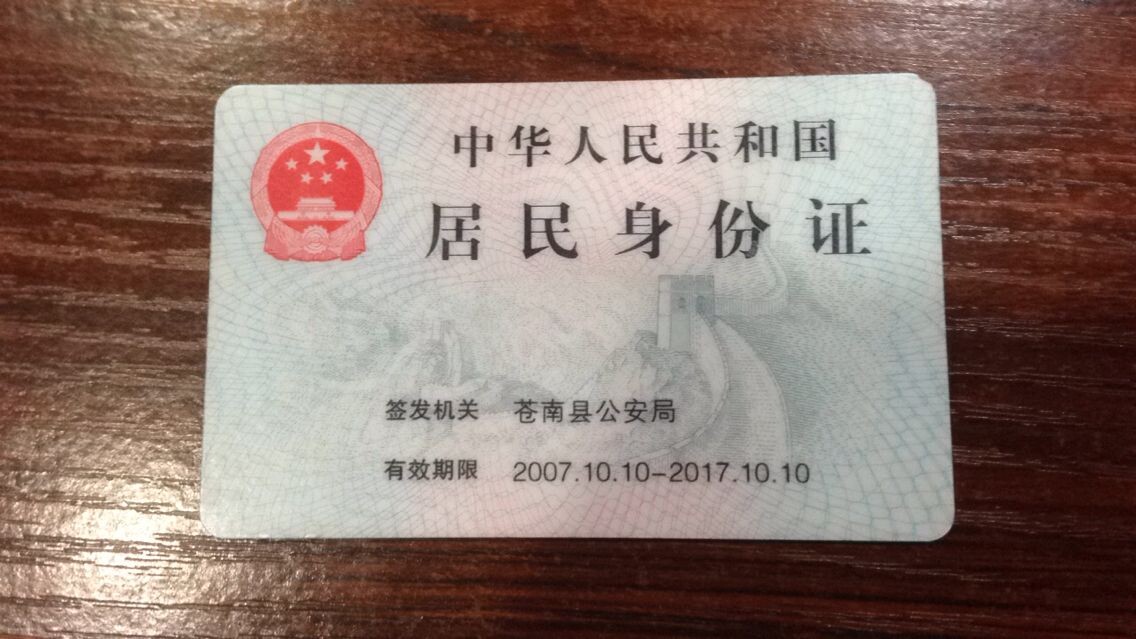 中华人民共和国
居民身份证
签发机关 苍南县公安局
有效期限 2007.10.10-2017.10.10